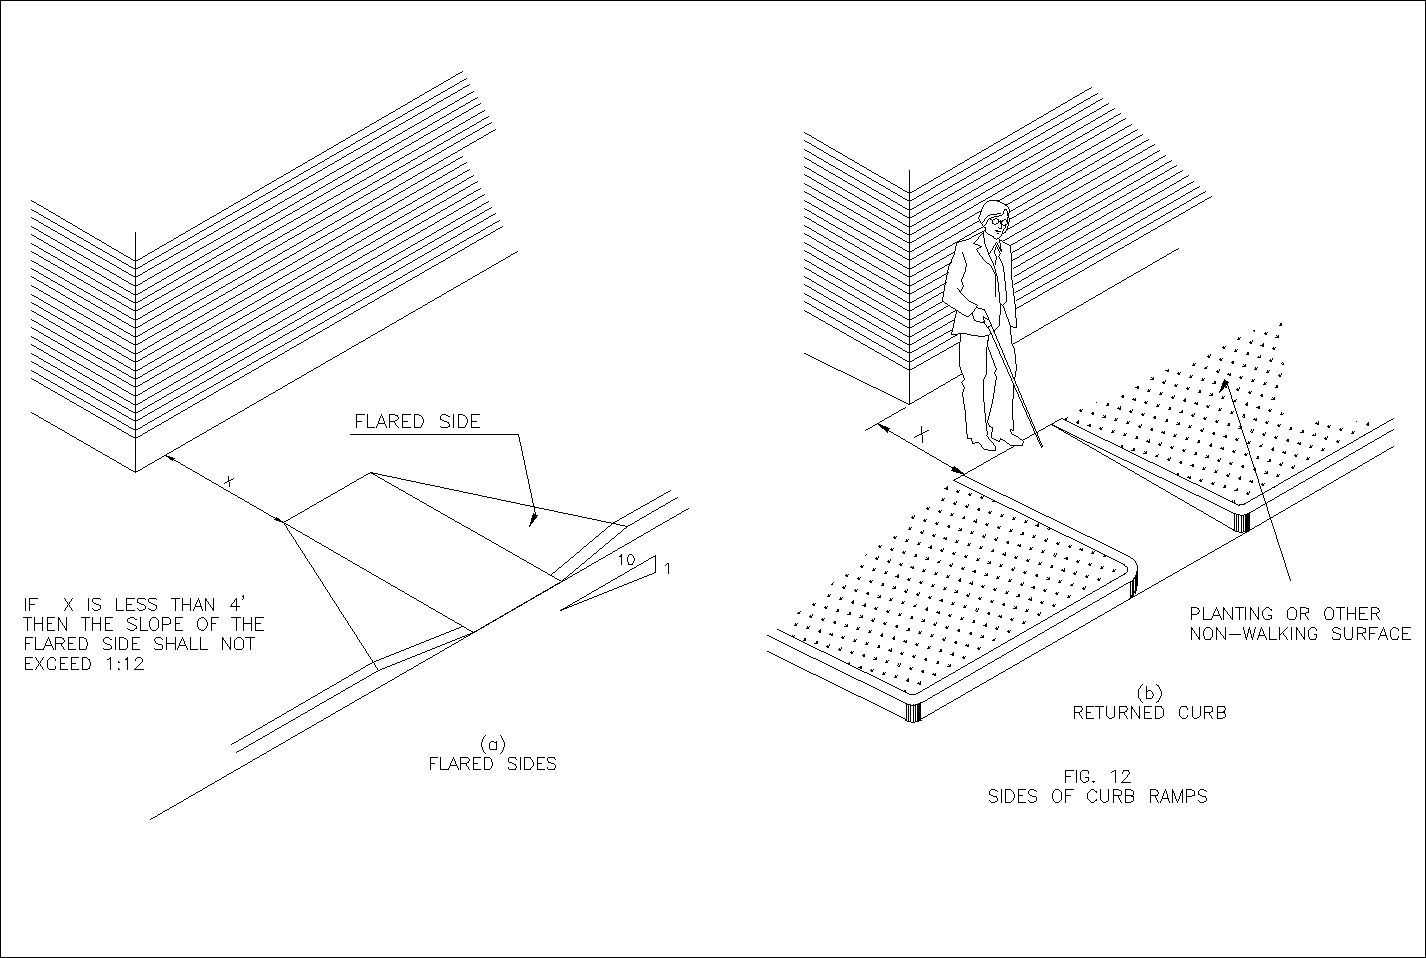 FLARED SIDE
X
10
1
IF X IS LESS THAN 4'
THEN THE SLOPE OF THE
FLARED SIDE SHALL NOT
EXCEED 1:12
(a)
FLARED SIDES
X
PLANTING OR OTHER
NON-WALKING SURFACE
(b)
RETURNED CURB
FIG. 12
SIDES OF CURB RAMPS